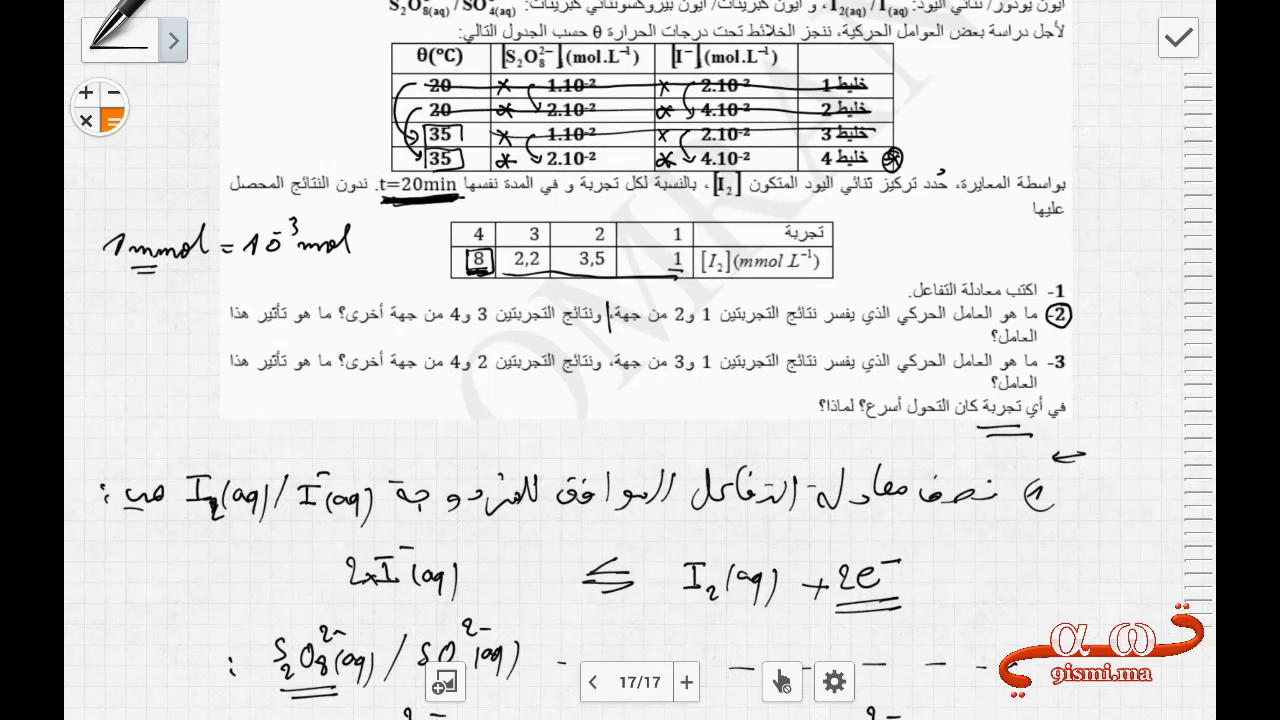 أيون يودور/ ثنائي اليود: I2(aq)/I-(aq)، و أيون كبريتات/ أيون بيروكسوثنائي كبريتات: S2O8(aq)/SO4(aq)
لأجل دراسة بعض العوامل الحركية، ننجز الخلائط تحت درجات الحرارة θ حسب الجدول التالي:
[I⁻] (mol.L⁻¹) [S₂O₈²⁻] (mol.L⁻¹) θ(°C)
خليط 1 2.10⁻² 1.10⁻² 20
خليط 2 4.10⁻² 2.10⁻² 20
خليط 3 2.10⁻² 1.10⁻² 35
خليط 4 4.10⁻² 2.10⁻² 35
بواسطة المعايرة، حُدد تركيز ثنائي اليود المتكون [I₂]، بالنسبة لكل تجربة و في المدة نفسها t=20min. ندون النتائج المحصل
عليها
تجربة 1 2 3 4
[I₂] (mmol L⁻¹) 1 3,5 2,2 8
1 mmol = 10⁻³ mol
1- اكتب معادلة التفاعل.
2- ما هو العامل الحركي الذي يفسر نتائج التجربتين 1 و2 من جهة، ونتائج التجربتين 3 و4 من جهة أخرى؟ ما هو تأثير هذا
العامل؟
3- ما هو العامل الحركي الذي يفسر نتائج التجربتين 1 و3 من جهة، ونتائج التجربتين 2 و4 من جهة أخرى؟ ما هو تأثير هذا
العامل؟
في أي تجربة كان التحول أسرع؟ لماذا؟
1) نصف معادلة التفاعل الموافق للمزدوجة I₂(aq)/I⁻(aq) هي :
2×I⁻(aq) ⇌ I₂(aq) + 2e⁻
S₂O₈²⁻(aq) / SO₄²⁻(aq) :
17/17
α ω ق
gismi.ma
OMKAY